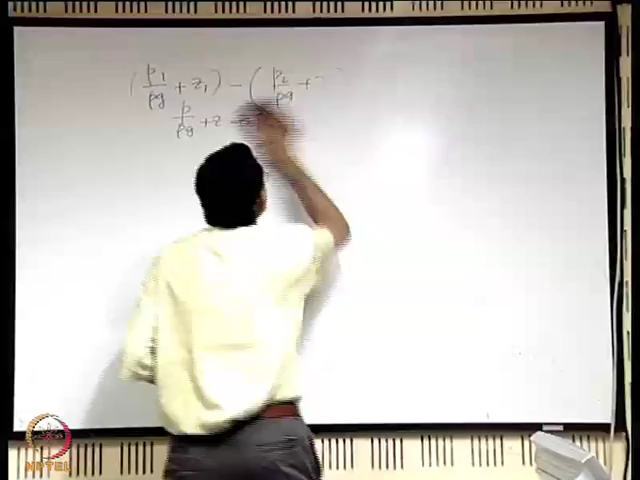 (p₁/ρg + z₁) − (p₂/ρg +
p/ρg + z
NPTEL